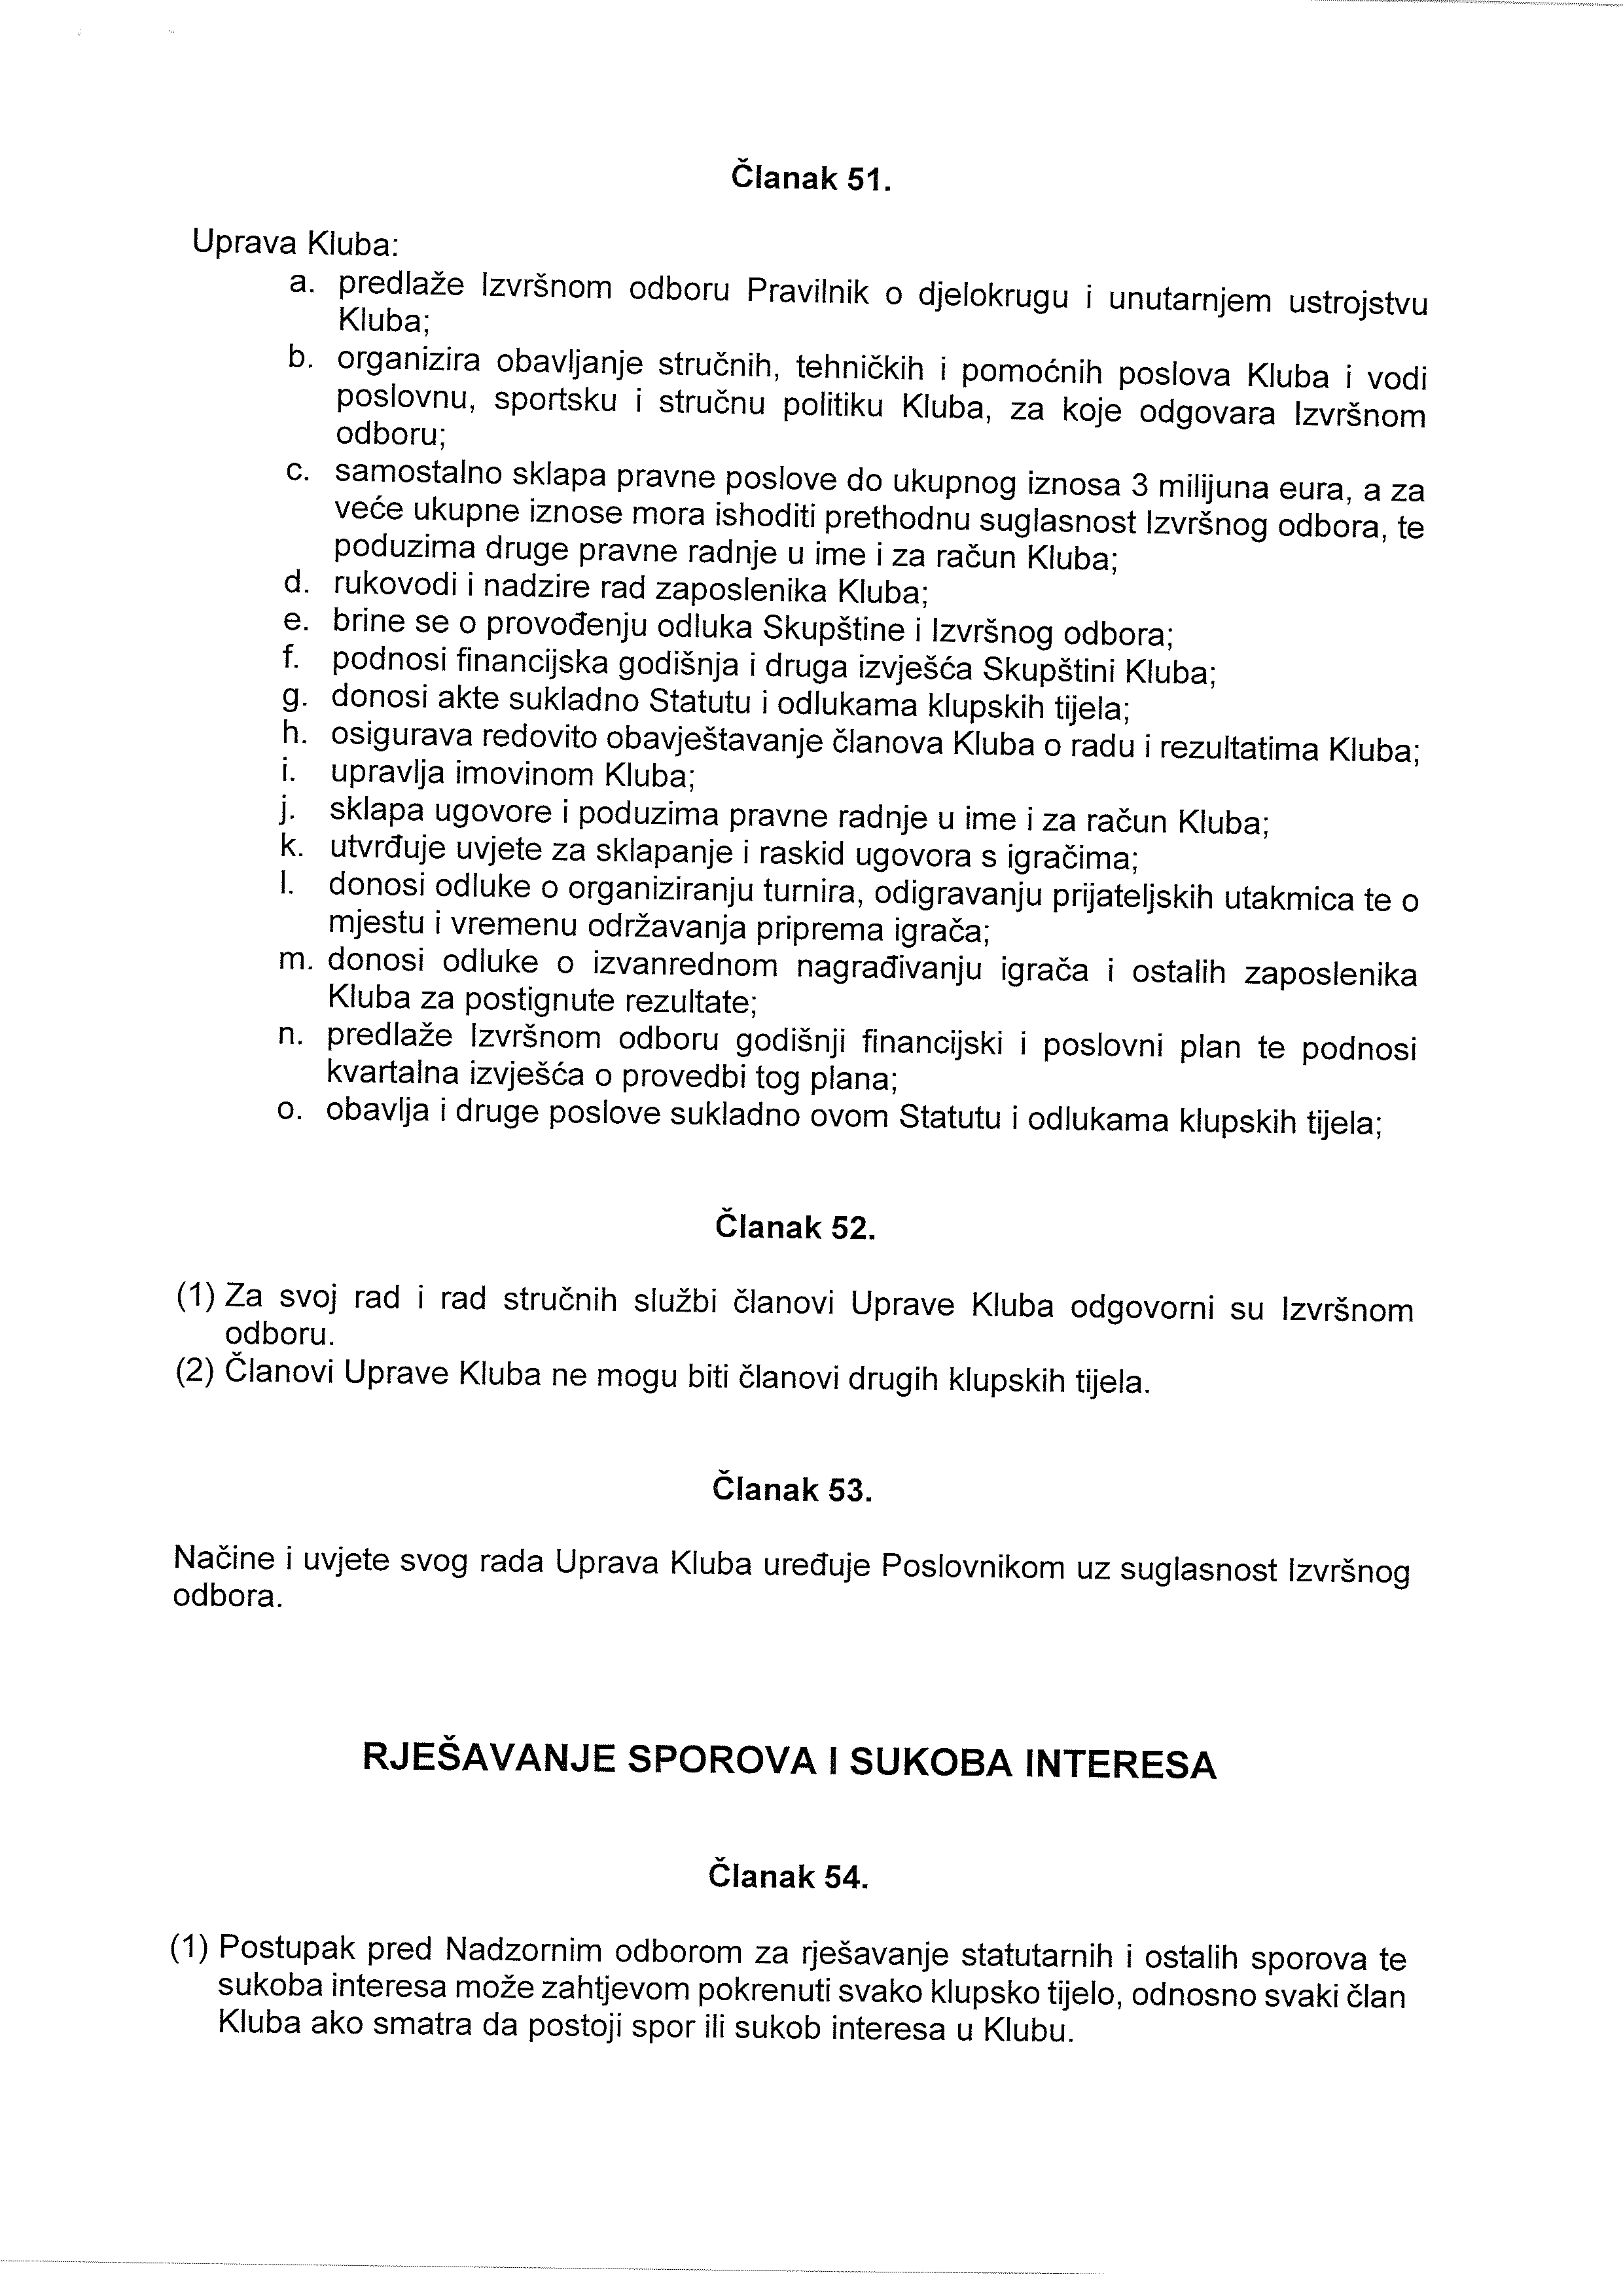 Članak 51.
Uprava Kluba:
a. predlaže Izvršnom odboru Pravilnik o djelokrugu i unutarnjem ustrojstvu
Kluba;
b. organizira obavljanje stručnih, tehničkih i pomoćnih poslova Kluba i vodi
poslovnu, sportsku i stručnu politiku Kluba, za koje odgovara Izvršnom
odboru;
c. samostalno sklapa pravne poslove do ukupnog iznosa 3 milijuna eura, a za
veće ukupne iznose mora ishoditi prethodnu suglasnost Izvršnog odbora, te
poduzima druge pravne radnje u ime i za račun Kluba;
d. rukovodi i nadzire rad zaposlenika Kluba;
e. brine se o provođenju odluka Skupštine i Izvršnog odbora;
f. podnosi financijska godišnja i druga izvješća Skupštini Kluba;
g. donosi akte sukladno Statutu i odlukama klupskih tijela;
h. osigurava redovito obavještavanje članova Kluba o radu i rezultatima Kluba;
i. upravlja imovinom Kluba;
j. sklapa ugovore i poduzima pravne radnje u ime i za račun Kluba;
k. utvrđuje uvjete za sklapanje i raskid ugovora s igračima;
l. donosi odluke o organiziranju turnira, odigravanju prijateljskih utakmica te o
mjestu i vremenu održavanja priprema igrača;
m. donosi odluke o izvanrednom nagrađivanju igrača i ostalih zaposlenika
Kluba za postignute rezultate;
n. predlaže Izvršnom odboru godišnji financijski i poslovni plan te podnosi
kvartalna izvješća o provedbi tog plana;
o. obavlja i druge poslove sukladno ovom Statutu i odlukama klupskih tijela;
Članak 52.
(1) Za svoj rad i rad stručnih službi članovi Uprave Kluba odgovorni su Izvršnom
odboru.
(2) Članovi Uprave Kluba ne mogu biti članovi drugih klupskih tijela.
Članak 53.
Načine i uvjete svog rada Uprava Kluba uređuje Poslovnikom uz suglasnost Izvršnog
odbora.
RJEŠAVANJE SPOROVA I SUKOBA INTERESA
Članak 54.
(1) Postupak pred Nadzornim odborom za rješavanje statutarnih i ostalih sporova te
sukoba interesa može zahtjevom pokrenuti svako klupsko tijelo, odnosno svaki član
Kluba ako smatra da postoji spor ili sukob interesa u Klubu.